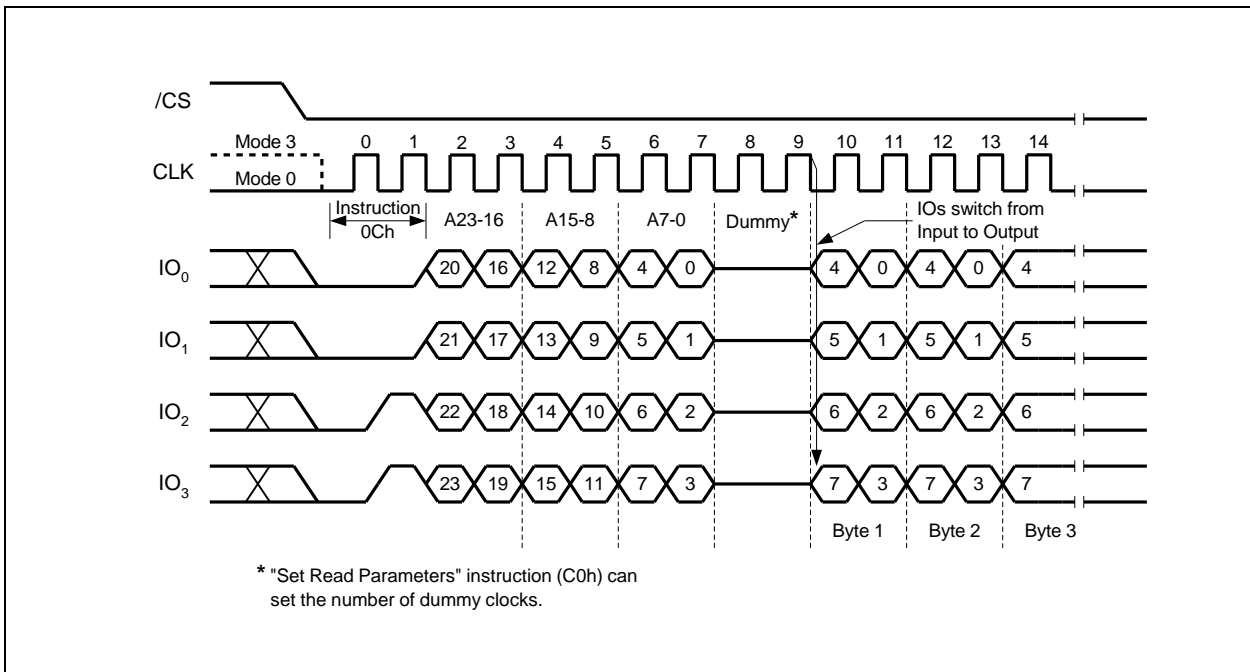 /CS
Mode 3 0 1 2 3 4 5 6 7 8 9 10 11 12 13 14
CLK
Mode 0
Instruction
0Ch
A23-16 A15-8 A7-0 Dummy*
IOs switch from
Input to Output
IO0 20 16 12 8 4 0 4 0 4 0 4
IO1 21 17 13 9 5 1 5 1 5 1 5
IO2 22 18 14 10 6 2 6 2 6 2 6
IO3 23 19 15 11 7 3 7 3 7 3 7
Byte 1 Byte 2 Byte 3
* "Set Read Parameters" instruction (C0h) can
set the number of dummy clocks.